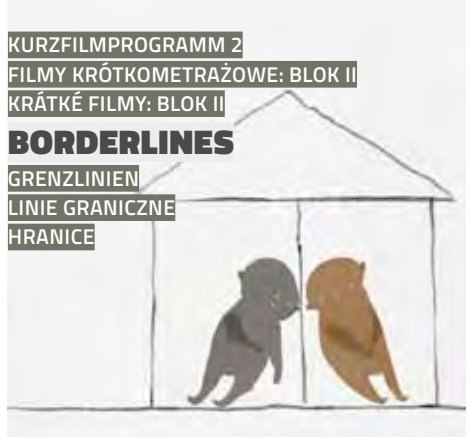 KURZFILMPROGRAMM 2
FILMY KRÓTKOMETRAŻOWE: BLOK II
KRÁTKÉ FILMY: BLOK II
BORDERLINES
GRENZLINIEN
LINIE GRANICZNE
HRANICE